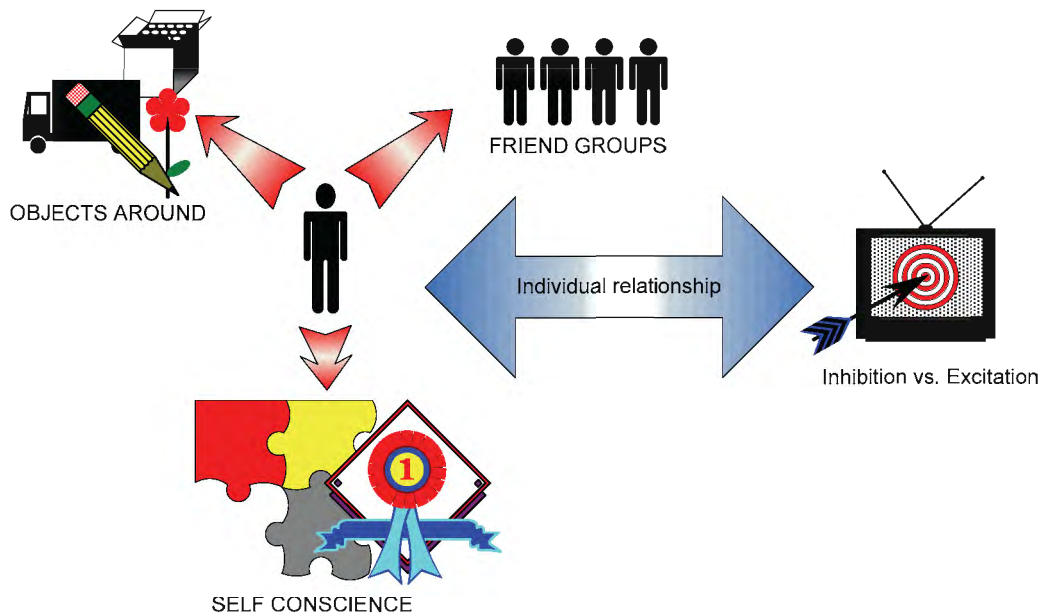 FRIEND GROUPS
OBJECTS AROUND
Individual relationship
Inhibition vs. Excitation
1
SELF CONSCIENCE